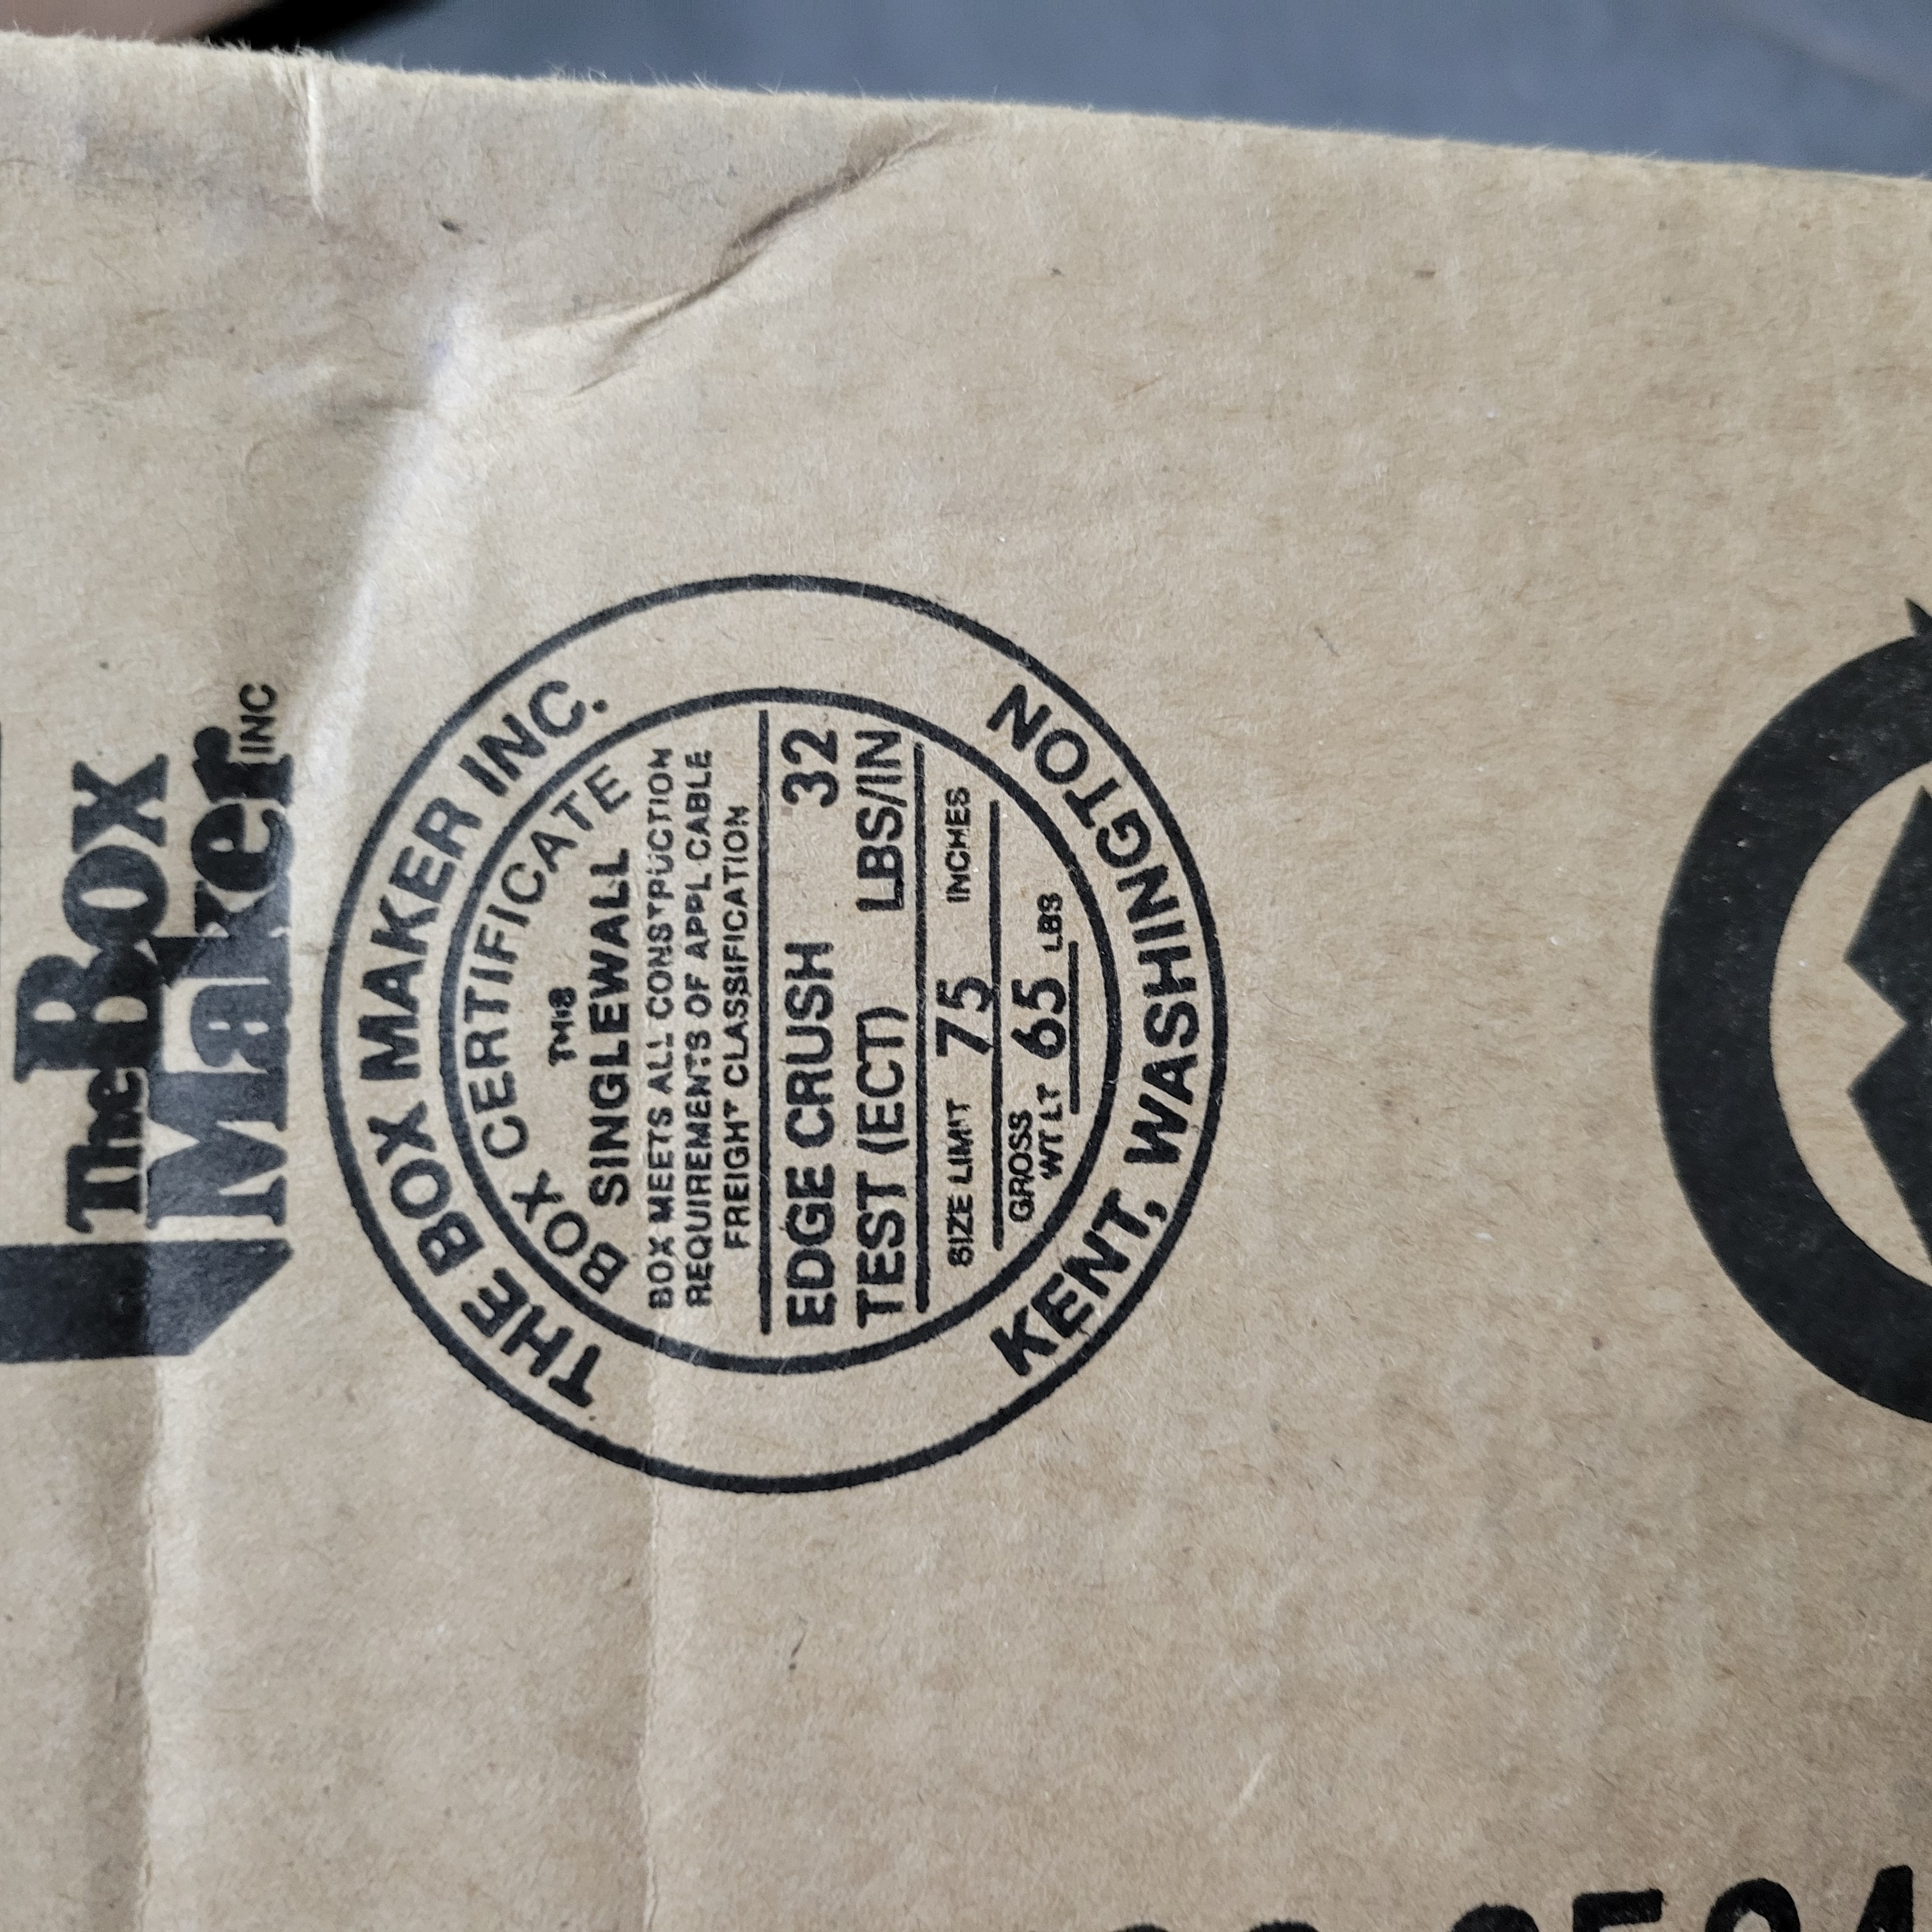 The Box
Maker INC
THE BOX MAKER INC.
BOX CERTIFICATE
THIS
SINGLEWALL
BOX MEETS ALL CONSTRUCTION
REQUIREMENTS OF APPLICABLE
FREIGHT CLASSIFICATION
EDGE CRUSH 32
TEST (ECT) LBS/IN
SIZE LIMIT 75 INCHES
GROSS
WT LT 65 LBS
KENT, WASHINGTON